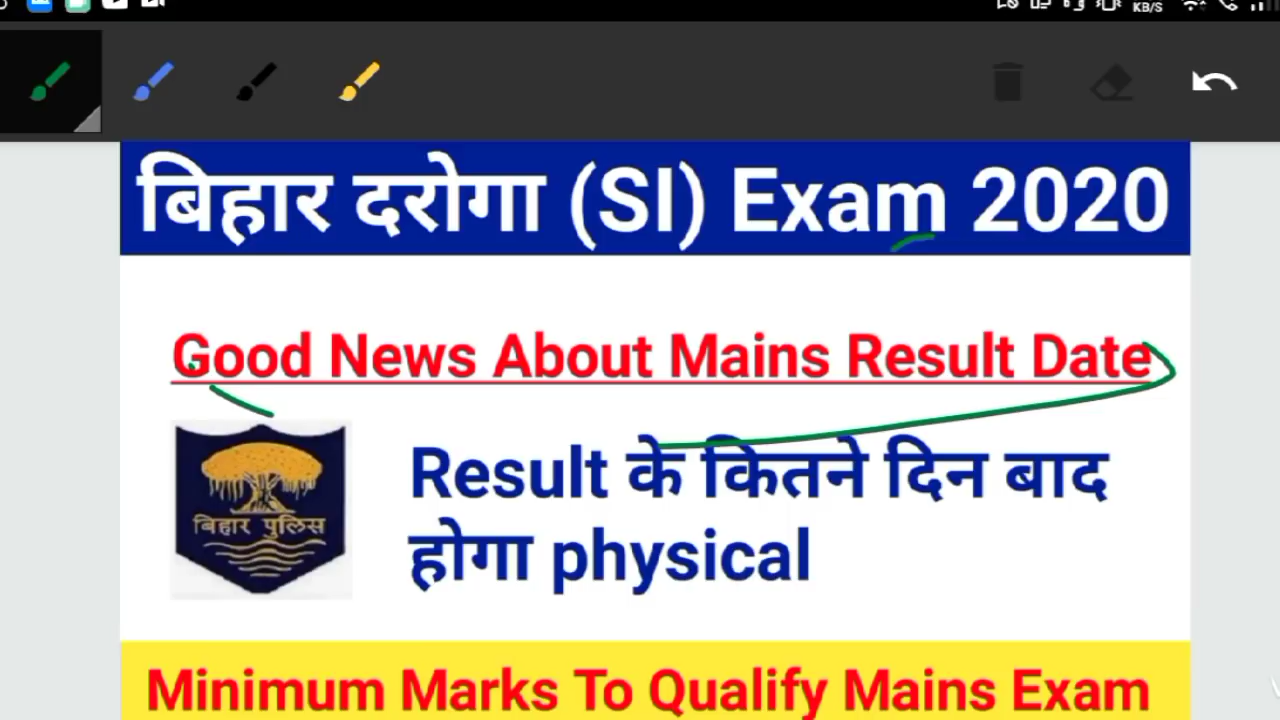 KB/S
बिहार दरोगा (SI) Exam 2020
Good News About Mains Result Date
बिहार पुलिस
Result के कितने दिन बाद
होगा physical
Minimum Marks To Qualify Mains Exam